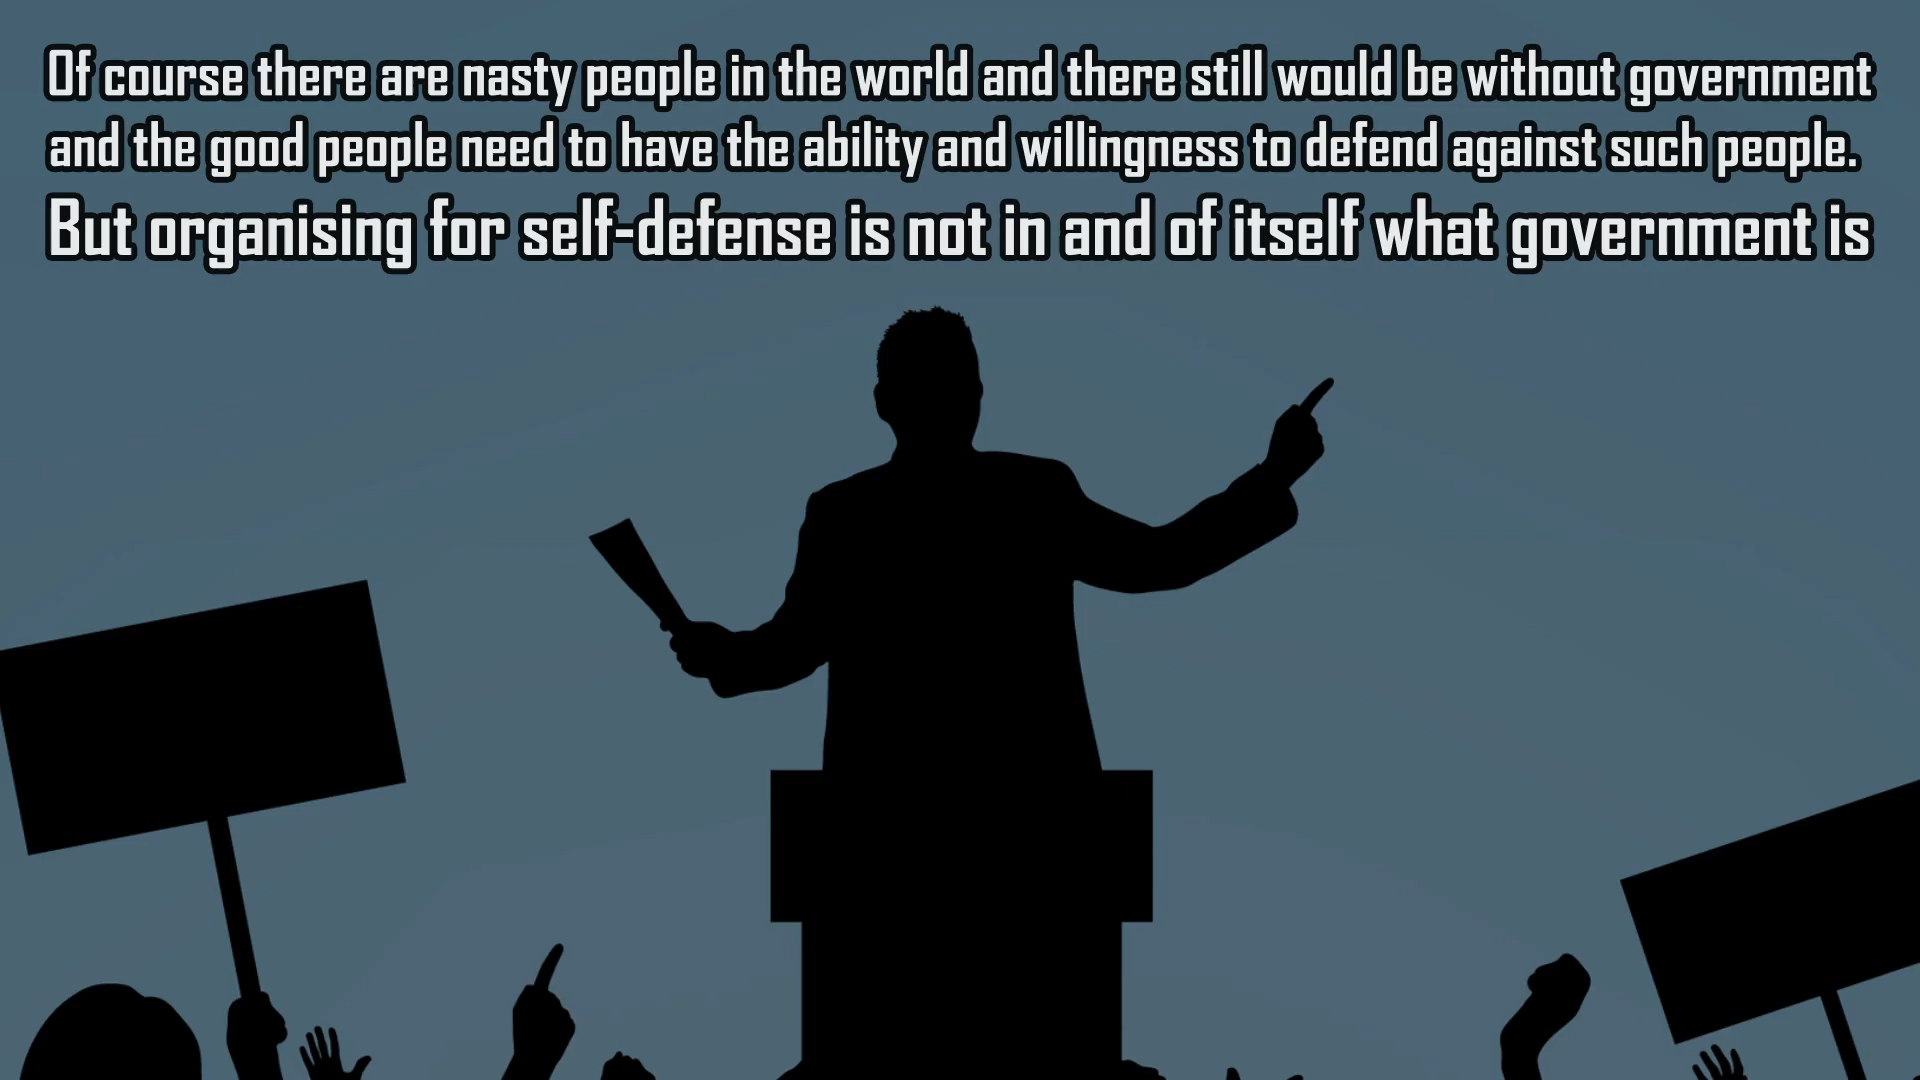 Of course there are nasty people in the world and there still would be without government
and the good people need to have the ability and willingness to defend against such people.
But organising for self-defense is not in and of itself what government is